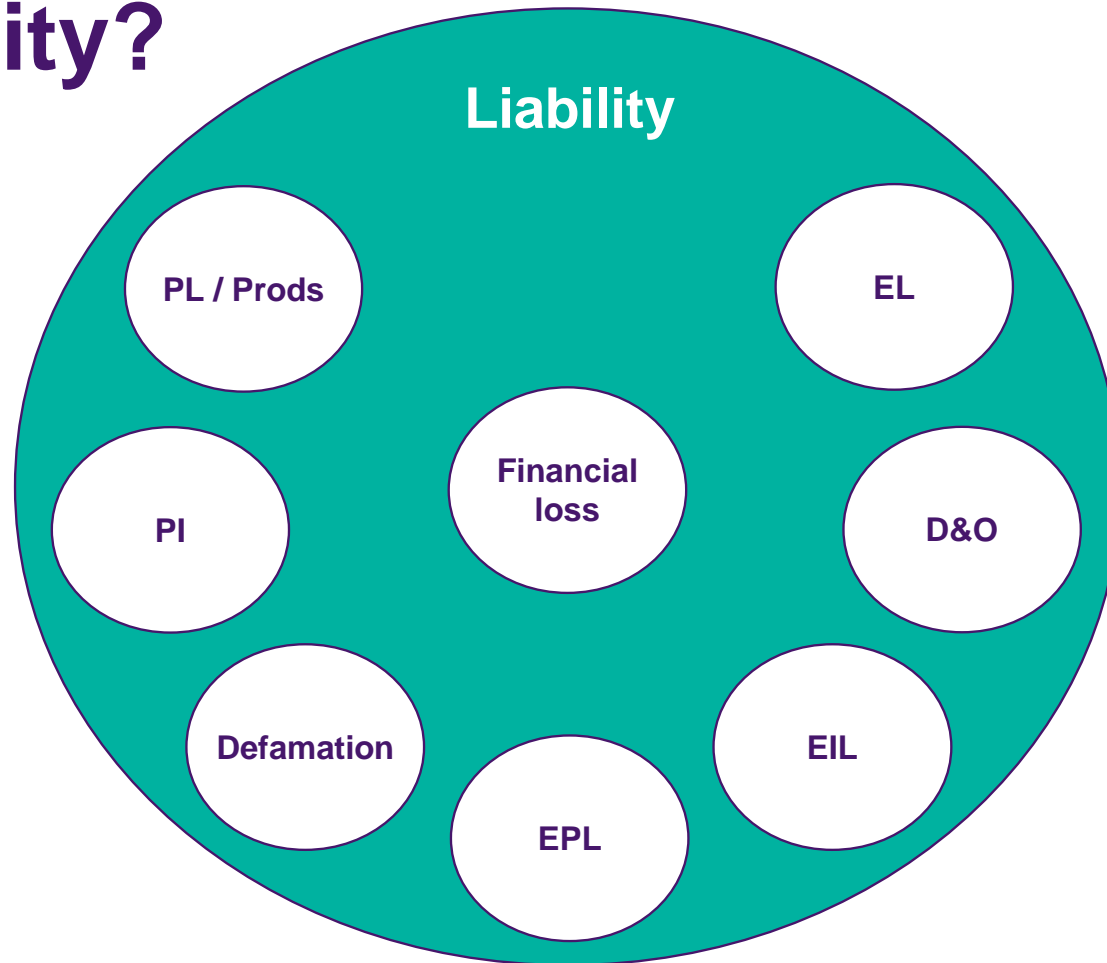 ity?
Liability
PL / Prods
EL
Financial
loss
PI
D&O
Defamation
EIL
EPL